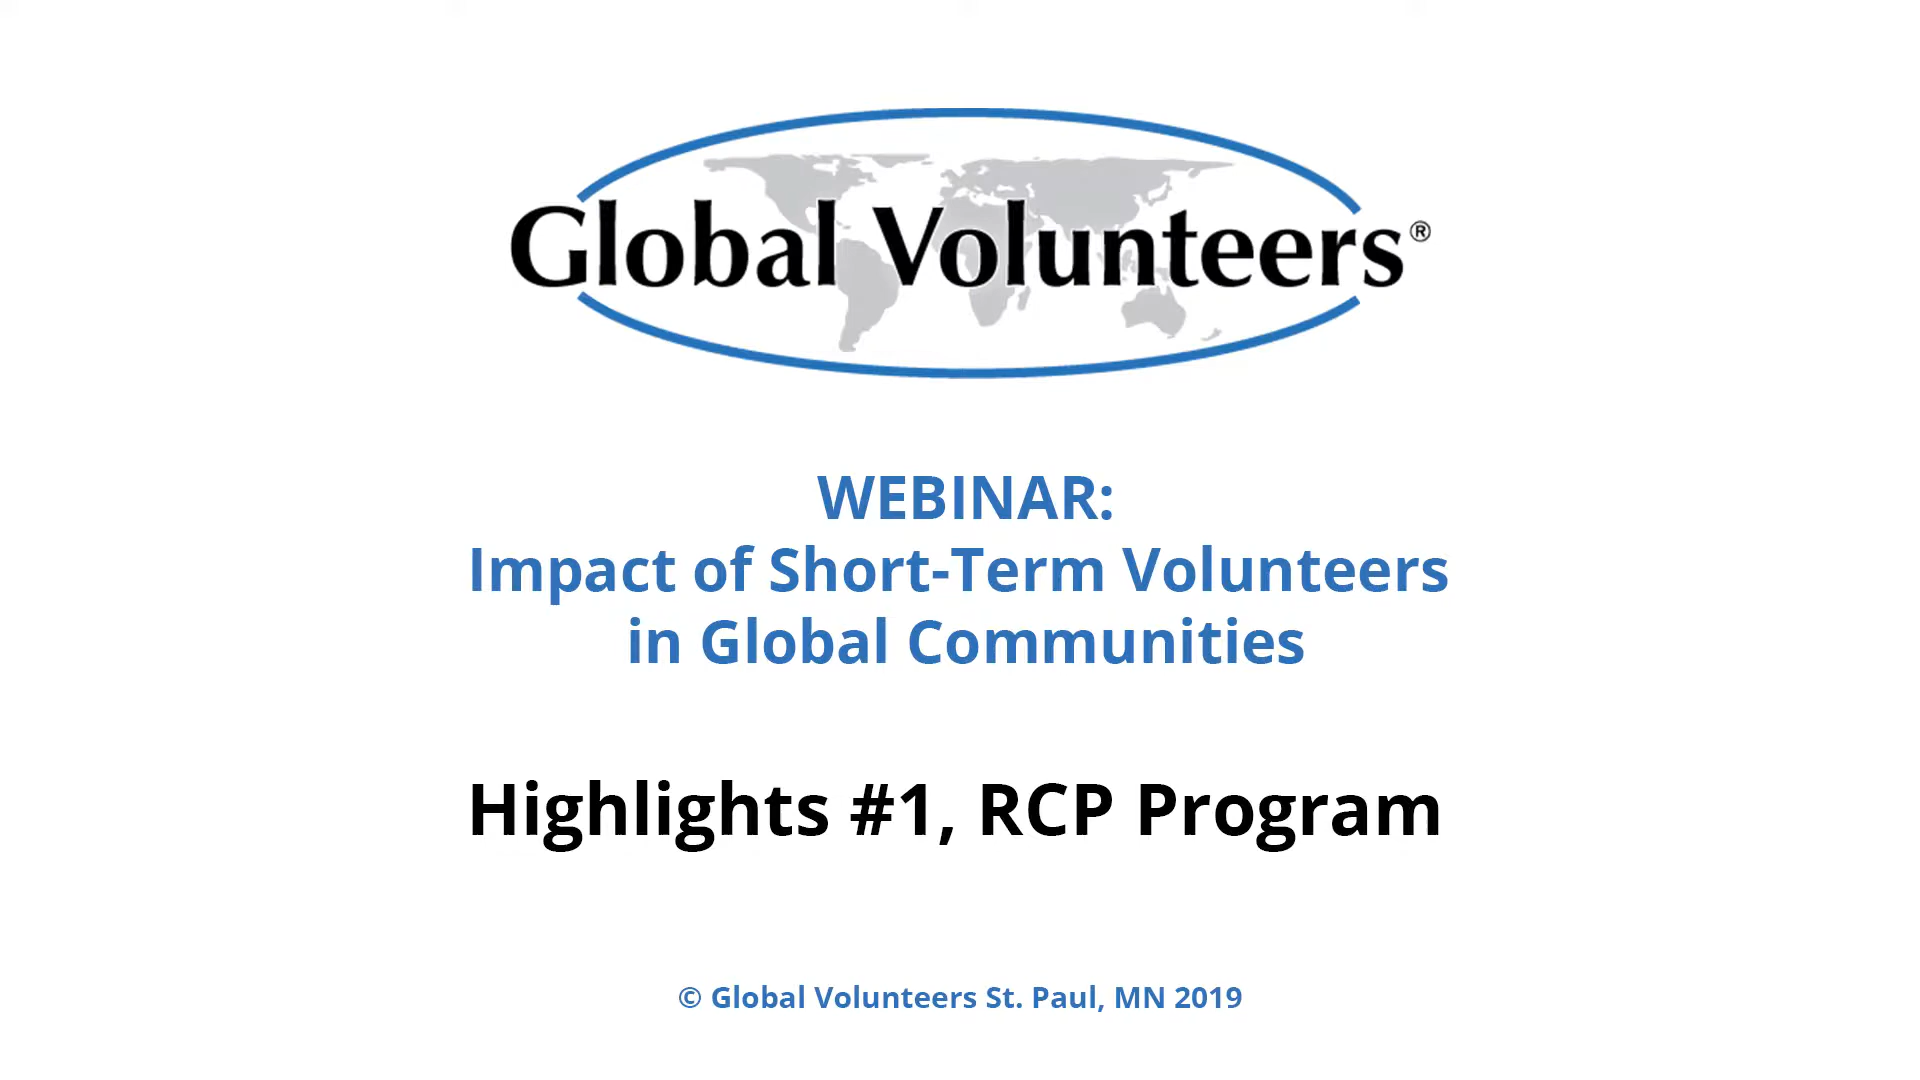 Global Volunteers®
WEBINAR:
Impact of Short-Term Volunteers
in Global Communities
Highlights #1, RCP Program
© Global Volunteers St. Paul, MN 2019